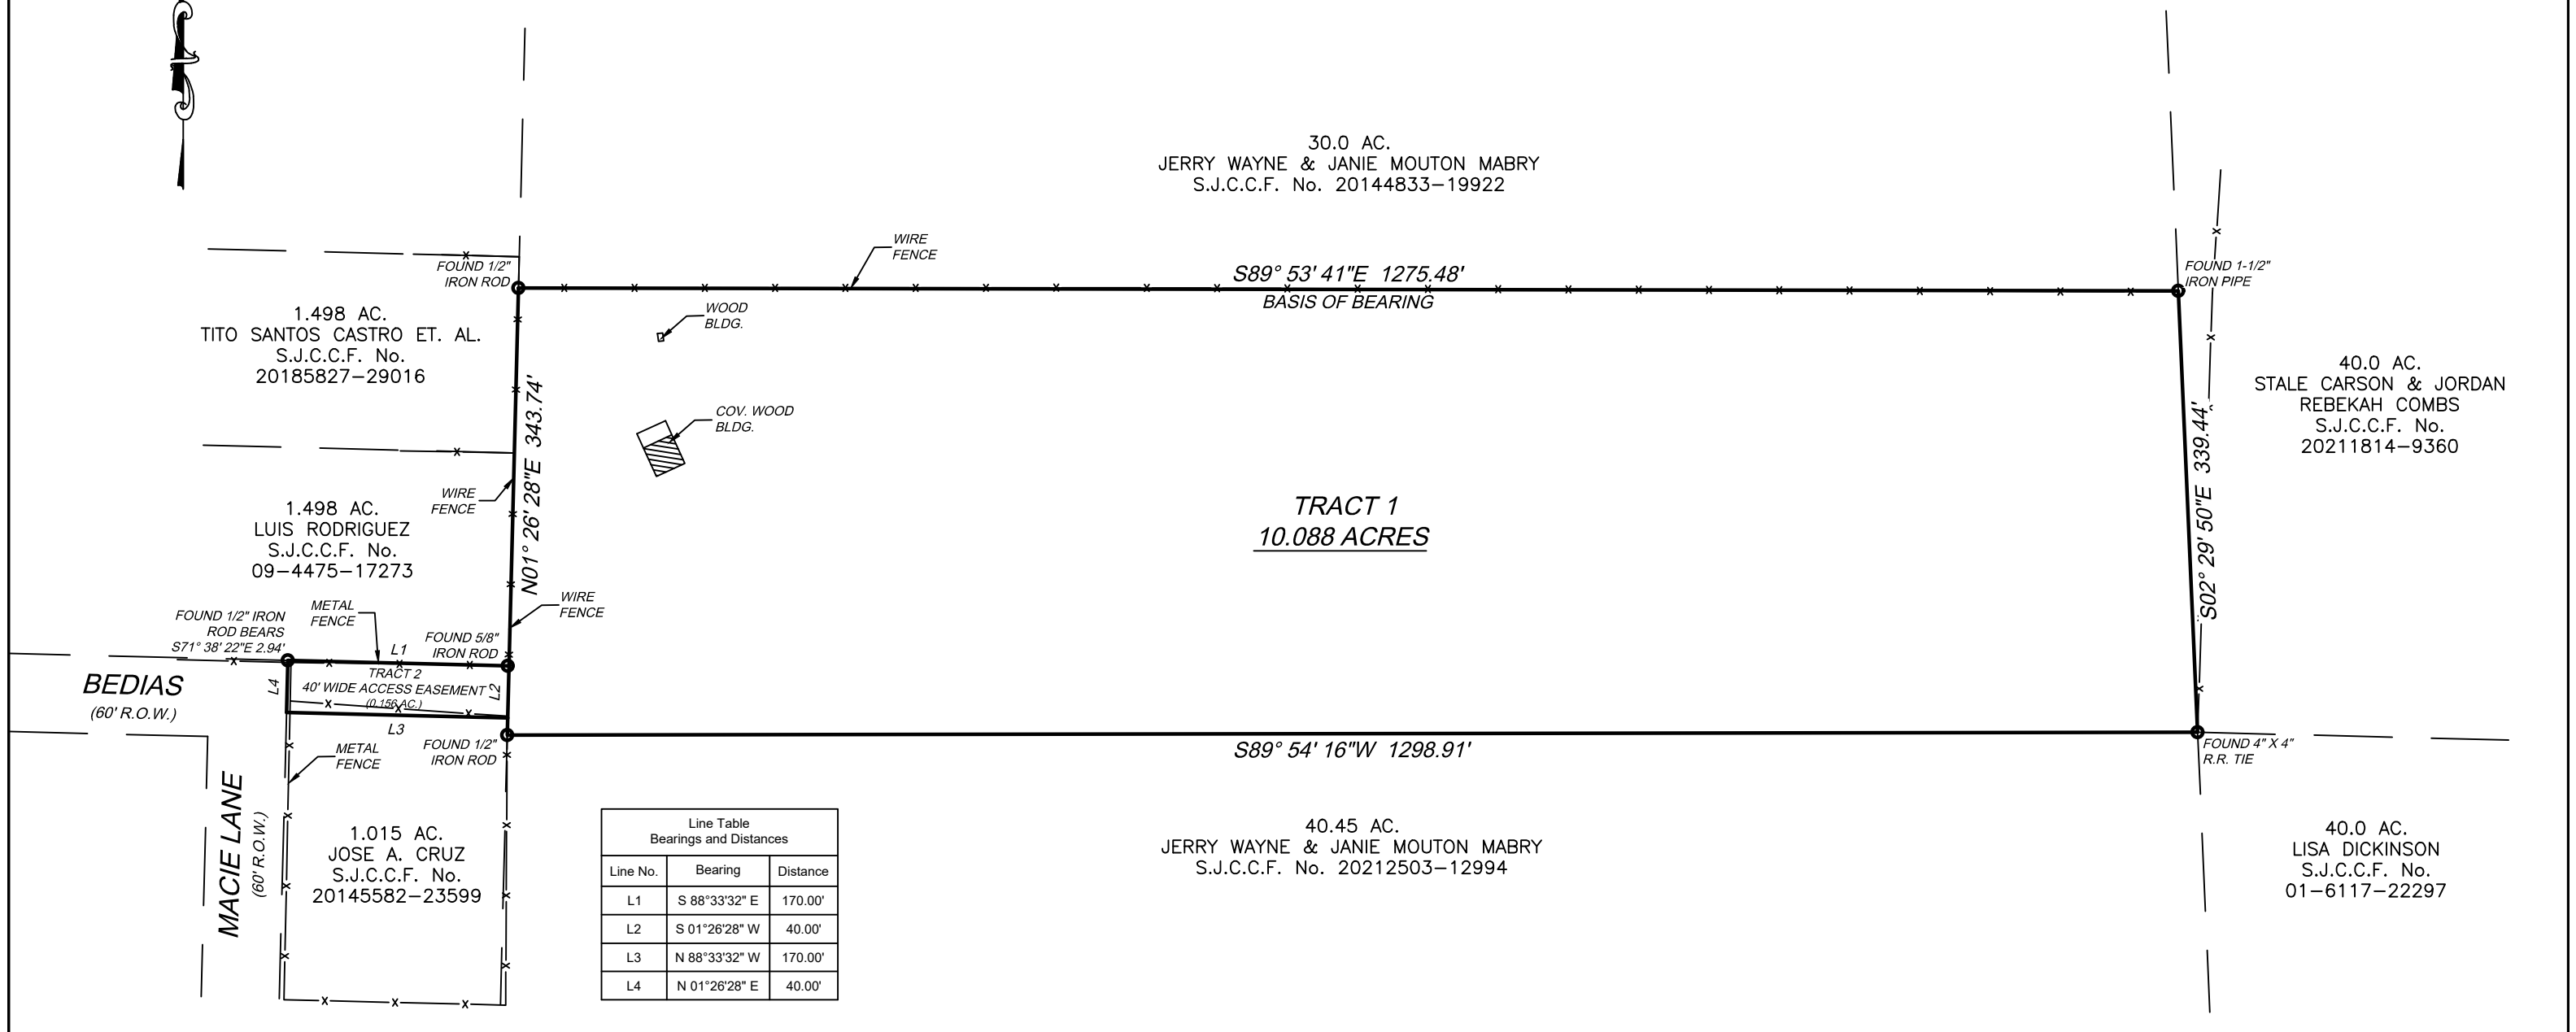 30.0 AC.
JERRY WAYNE & JANIE MOUTON MABRY
S.J.C.C.F. No. 20144833-19922
WIRE
FENCE
FOUND 1/2"
IRON ROD
S89° 53' 41"E 1275.48'
BASIS OF BEARING
FOUND 1-1/2"
IRON PIPE
WOOD
BLDG.
1.498 AC.
TITO SANTOS CASTRO ET. AL.
S.J.C.C.F. No.
20185827-29016
40.0 AC.
STALE CARSON & JORDAN
REBEKAH COMBS
S.J.C.C.F. No.
20211814-9360
COV. WOOD
BLDG.
N01° 26' 28"E 343.74'
S02° 29' 50"E 339.44'
WIRE
FENCE
1.498 AC.
LUIS RODRIGUEZ
S.J.C.C.F. No.
09-4475-17273
TRACT 1
10.088 ACRES
WIRE
FENCE
METAL
FENCE
FOUND 1/2" IRON
ROD BEARS
S71° 38' 22"E 2.94'
FOUND 5/8"
IRON ROD
L1
TRACT 2
40' WIDE ACCESS EASEMENT
(0.156 AC.)
L4
L2
L3
BEDIAS
(60' R.O.W.)
METAL
FENCE
FOUND 1/2"
IRON ROD
S89° 54' 16"W 1298.91'
FOUND 4" X 4"
R.R. TIE
MACIE LANE
(60' R.O.W.)
1.015 AC.
JOSE A. CRUZ
S.J.C.C.F. No.
20145582-23599
Line Table
Bearings and Distances
Line No. Bearing Distance
L1 S 88°33'32" E 170.00'
L2 S 01°26'28" W 40.00'
L3 N 88°33'32" W 170.00'
L4 N 01°26'28" E 40.00'
40.45 AC.
JERRY WAYNE & JANIE MOUTON MABRY
S.J.C.C.F. No. 20212503-12994
40.0 AC.
LISA DICKINSON
S.J.C.C.F. No.
01-6117-22297